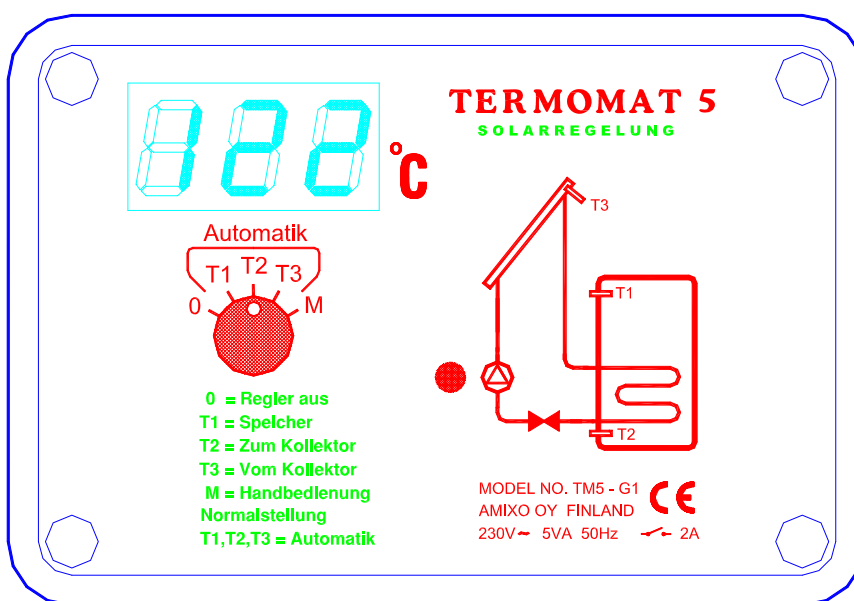 122 °C
TERMOMAT 5
SOLARREGELUNG
Automatik
0 T1 T2 T3 M
0 = Regler aus
T1 = Spelcher
T2 = Zum Kollektor
T3 = Vom Kollektor
M = Handbedlenung
Normalstellung
T1,T2,T3 = Automatik
T3
T1
T2
MODEL NO. TM5 - G1 CE
AMIXO OY FINLAND
230V~ 5VA 50Hz 2A